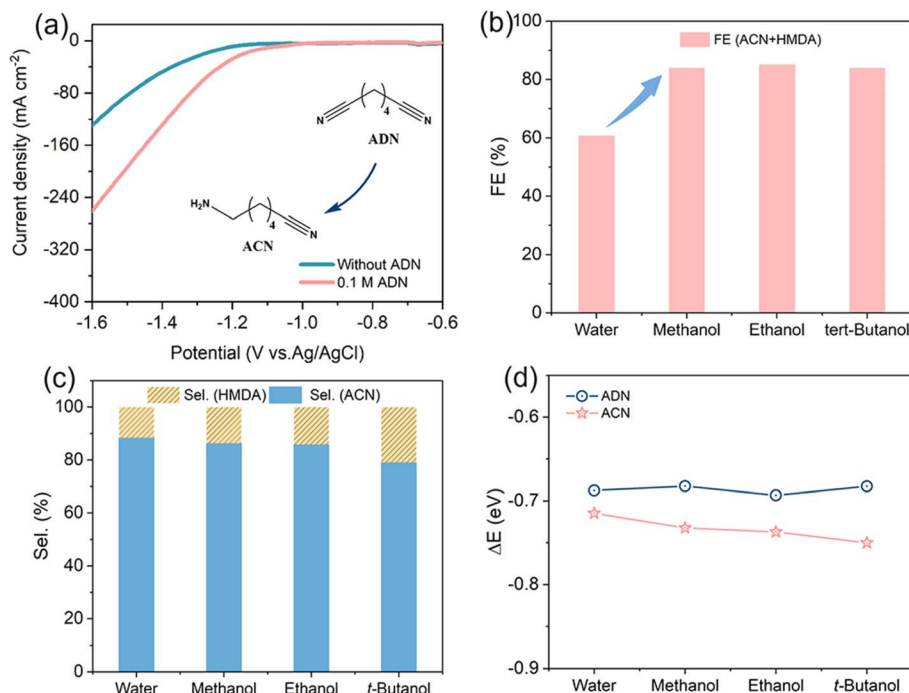 (a)
0
-80
-160
-240
-320
-400
Current density (mA cm⁻²)
N
4
N
ADN
H₂N
4
N
ACN
Without ADN
0.1 M ADN
-1.6
-1.4
-1.2
-1.0
-0.8
-0.6
Potential (V vs.Ag/AgCl)
(b)
100
80
60
40
20
0
FE (%)
FE (ACN+HMDA)
Water
Methanol
Ethanol
tert-Butanol
(c)
100
80
60
40
20
0
Sel. (%)
Sel. (HMDA)
Sel. (ACN)
Water
Methanol
Ethanol
t-Butanol
(d)
-0.6
-0.7
-0.8
-0.9
ΔE (eV)
ADN
ACN
Water
Methanol
Ethanol
t-Butanol